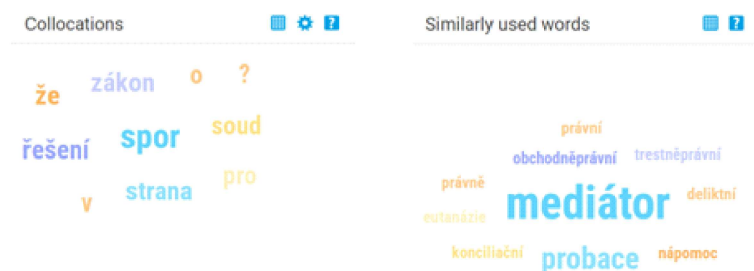 Collocations
že
zákon
o
?
řešení
spor
soud
v
strana
pro
Similarly used words
právní
obchodněprávní
trestněprávní
právně
mediátor
deliktní
eutanázie
konciliační
probace
nápomoc